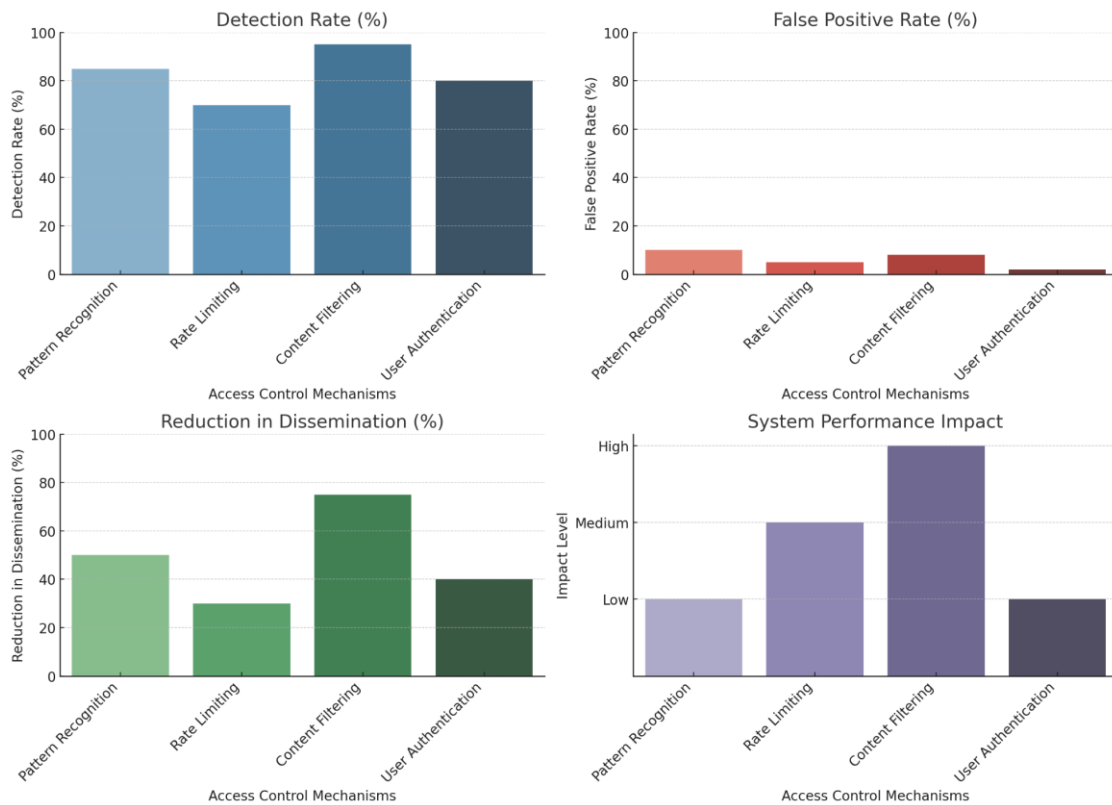 Detection Rate (%)
Detection Rate (%)
100
80
60
40
20
0
Pattern Recognition
Rate Limiting
Content Filtering
User Authentication
Access Control Mechanisms
False Positive Rate (%)
False Positive Rate (%)
100
80
60
40
20
0
Pattern Recognition
Rate Limiting
Content Filtering
User Authentication
Access Control Mechanisms
Reduction in Dissemination (%)
Reduction in Dissemination (%)
100
80
60
40
20
0
Pattern Recognition
Rate Limiting
Content Filtering
User Authentication
Access Control Mechanisms
System Performance Impact
Impact Level
High
Medium
Low
Pattern Recognition
Rate Limiting
Content Filtering
User Authentication
Access Control Mechanisms